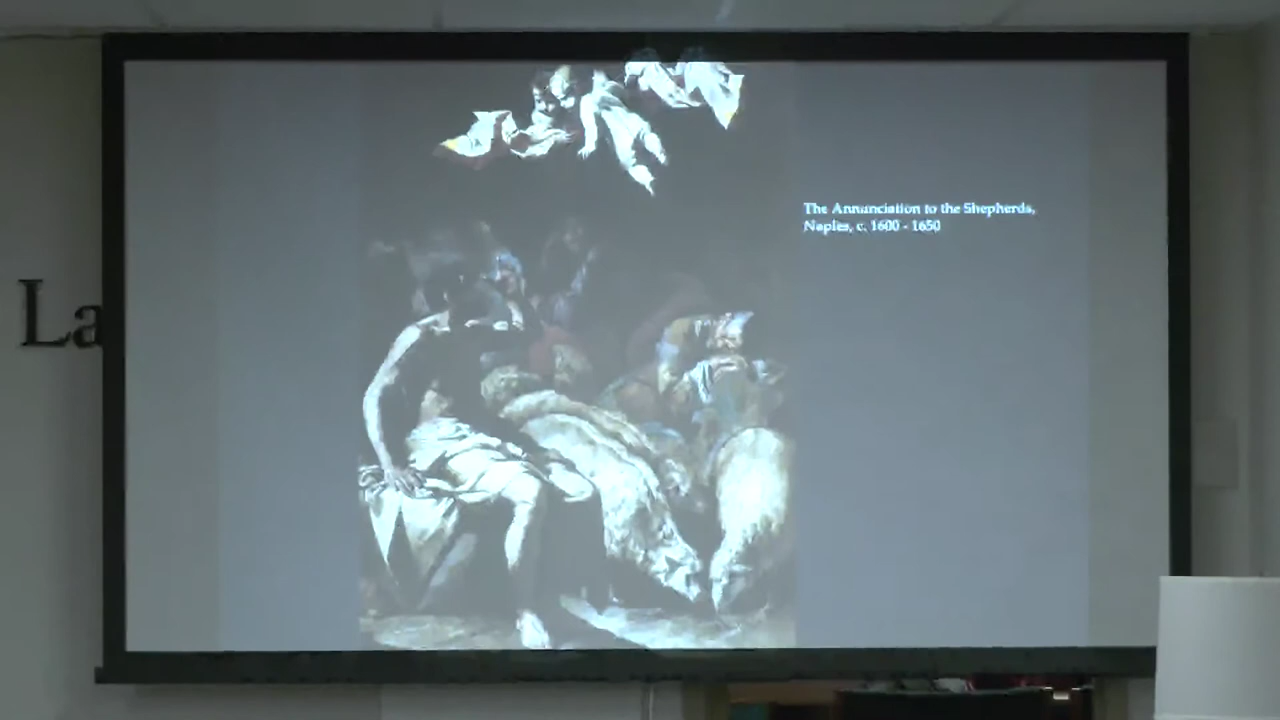 La
The Annunciation to the Shepherds,
Naples, c. 1600 - 1650